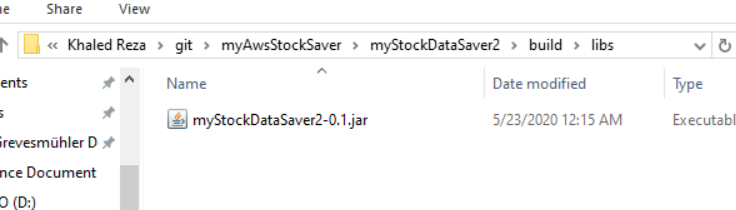 Share View
« Khaled Reza > git > myAwsStockSaver > myStockDataSaver2 > build > libs
Name Date modified Type
myStockDataSaver2-0.1.jar 5/23/2020 12:15 AM Executabl
ents
s
Grevesmühler D
nce Document
O (D:)